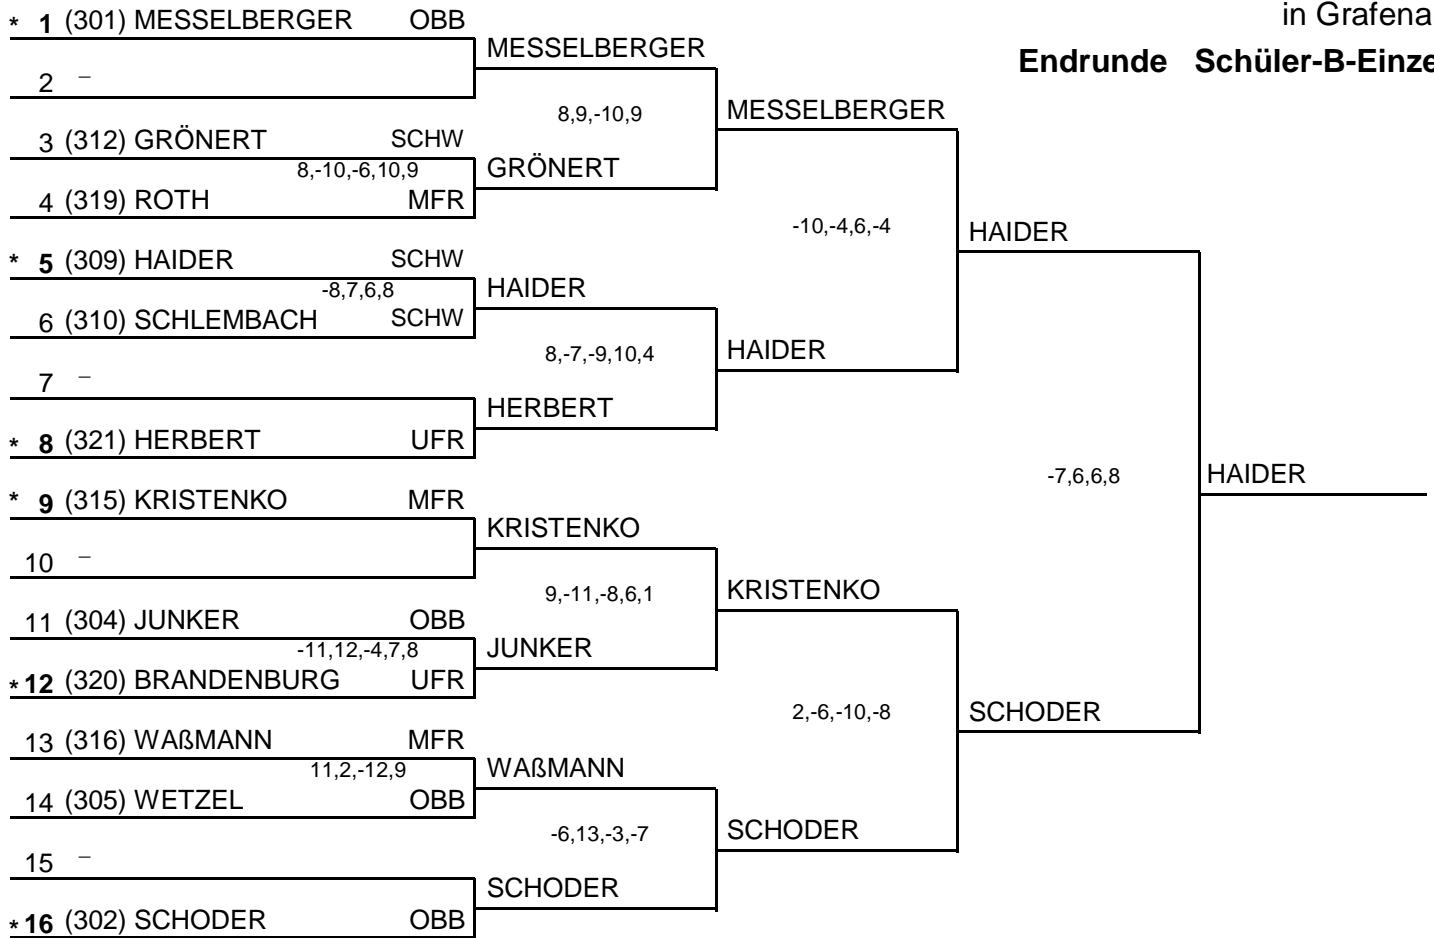 in Grafena
Endrunde Schüler-B-Einze
* 1 (301) MESSELBERGER OBB
MESSELBERGER
2 –
8,9,-10,9
MESSELBERGER
3 (312) GRÖNERT SCHW
8,-10,-6,10,9
GRÖNERT
4 (319) ROTH MFR
-10,-4,6,-4
HAIDER
* 5 (309) HAIDER SCHW
-8,7,6,8
HAIDER
6 (310) SCHLEMBACH SCHW
8,-7,-9,10,4
HAIDER
7 –
HERBERT
* 8 (321) HERBERT UFR
-7,6,6,8
HAIDER
* 9 (315) KRISTENKO MFR
KRISTENKO
10 –
9,-11,-8,6,1
KRISTENKO
11 (304) JUNKER OBB
-11,12,-4,7,8
JUNKER
* 12 (320) BRANDENBURG UFR
2,-6,-10,-8
SCHODER
13 (316) WAßMANN MFR
11,2,-12,9
WAßMANN
14 (305) WETZEL OBB
-6,13,-3,-7
SCHODER
15 –
SCHODER
* 16 (302) SCHODER OBB